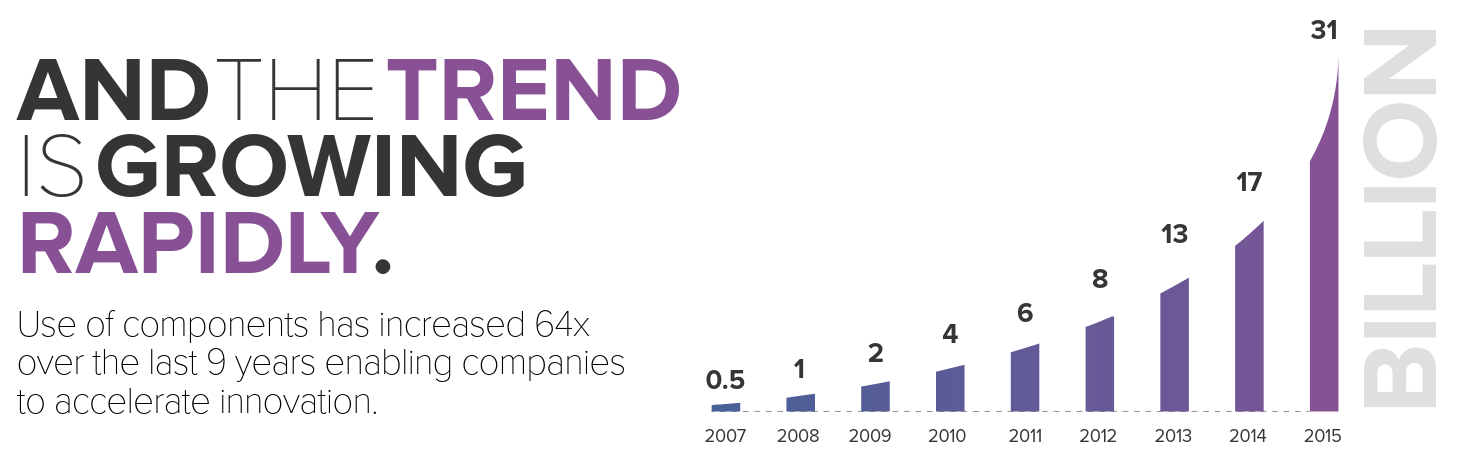 AND THE TREND
IS GROWING
RAPIDLY.
Use of components has increased 64x
over the last 9 years enabling companies
to accelerate innovation.
0.5 1 2 4 6 8 13 17 31
2007 2008 2009 2010 2011 2012 2013 2014 2015
BILLION